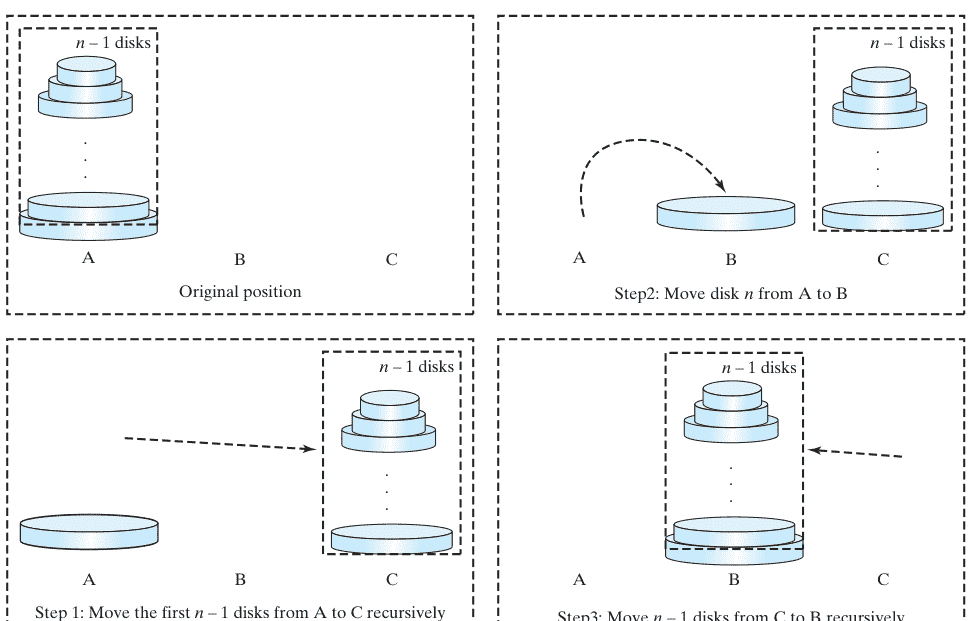 n – 1 disks
A B C
Original position
n – 1 disks
A B C
Step2: Move disk n from A to B
n – 1 disks
A B C
Step 1: Move the first n – 1 disks from A to C recursively
n – 1 disks
A B C
Step3: Move n – 1 disks from C to B recursively